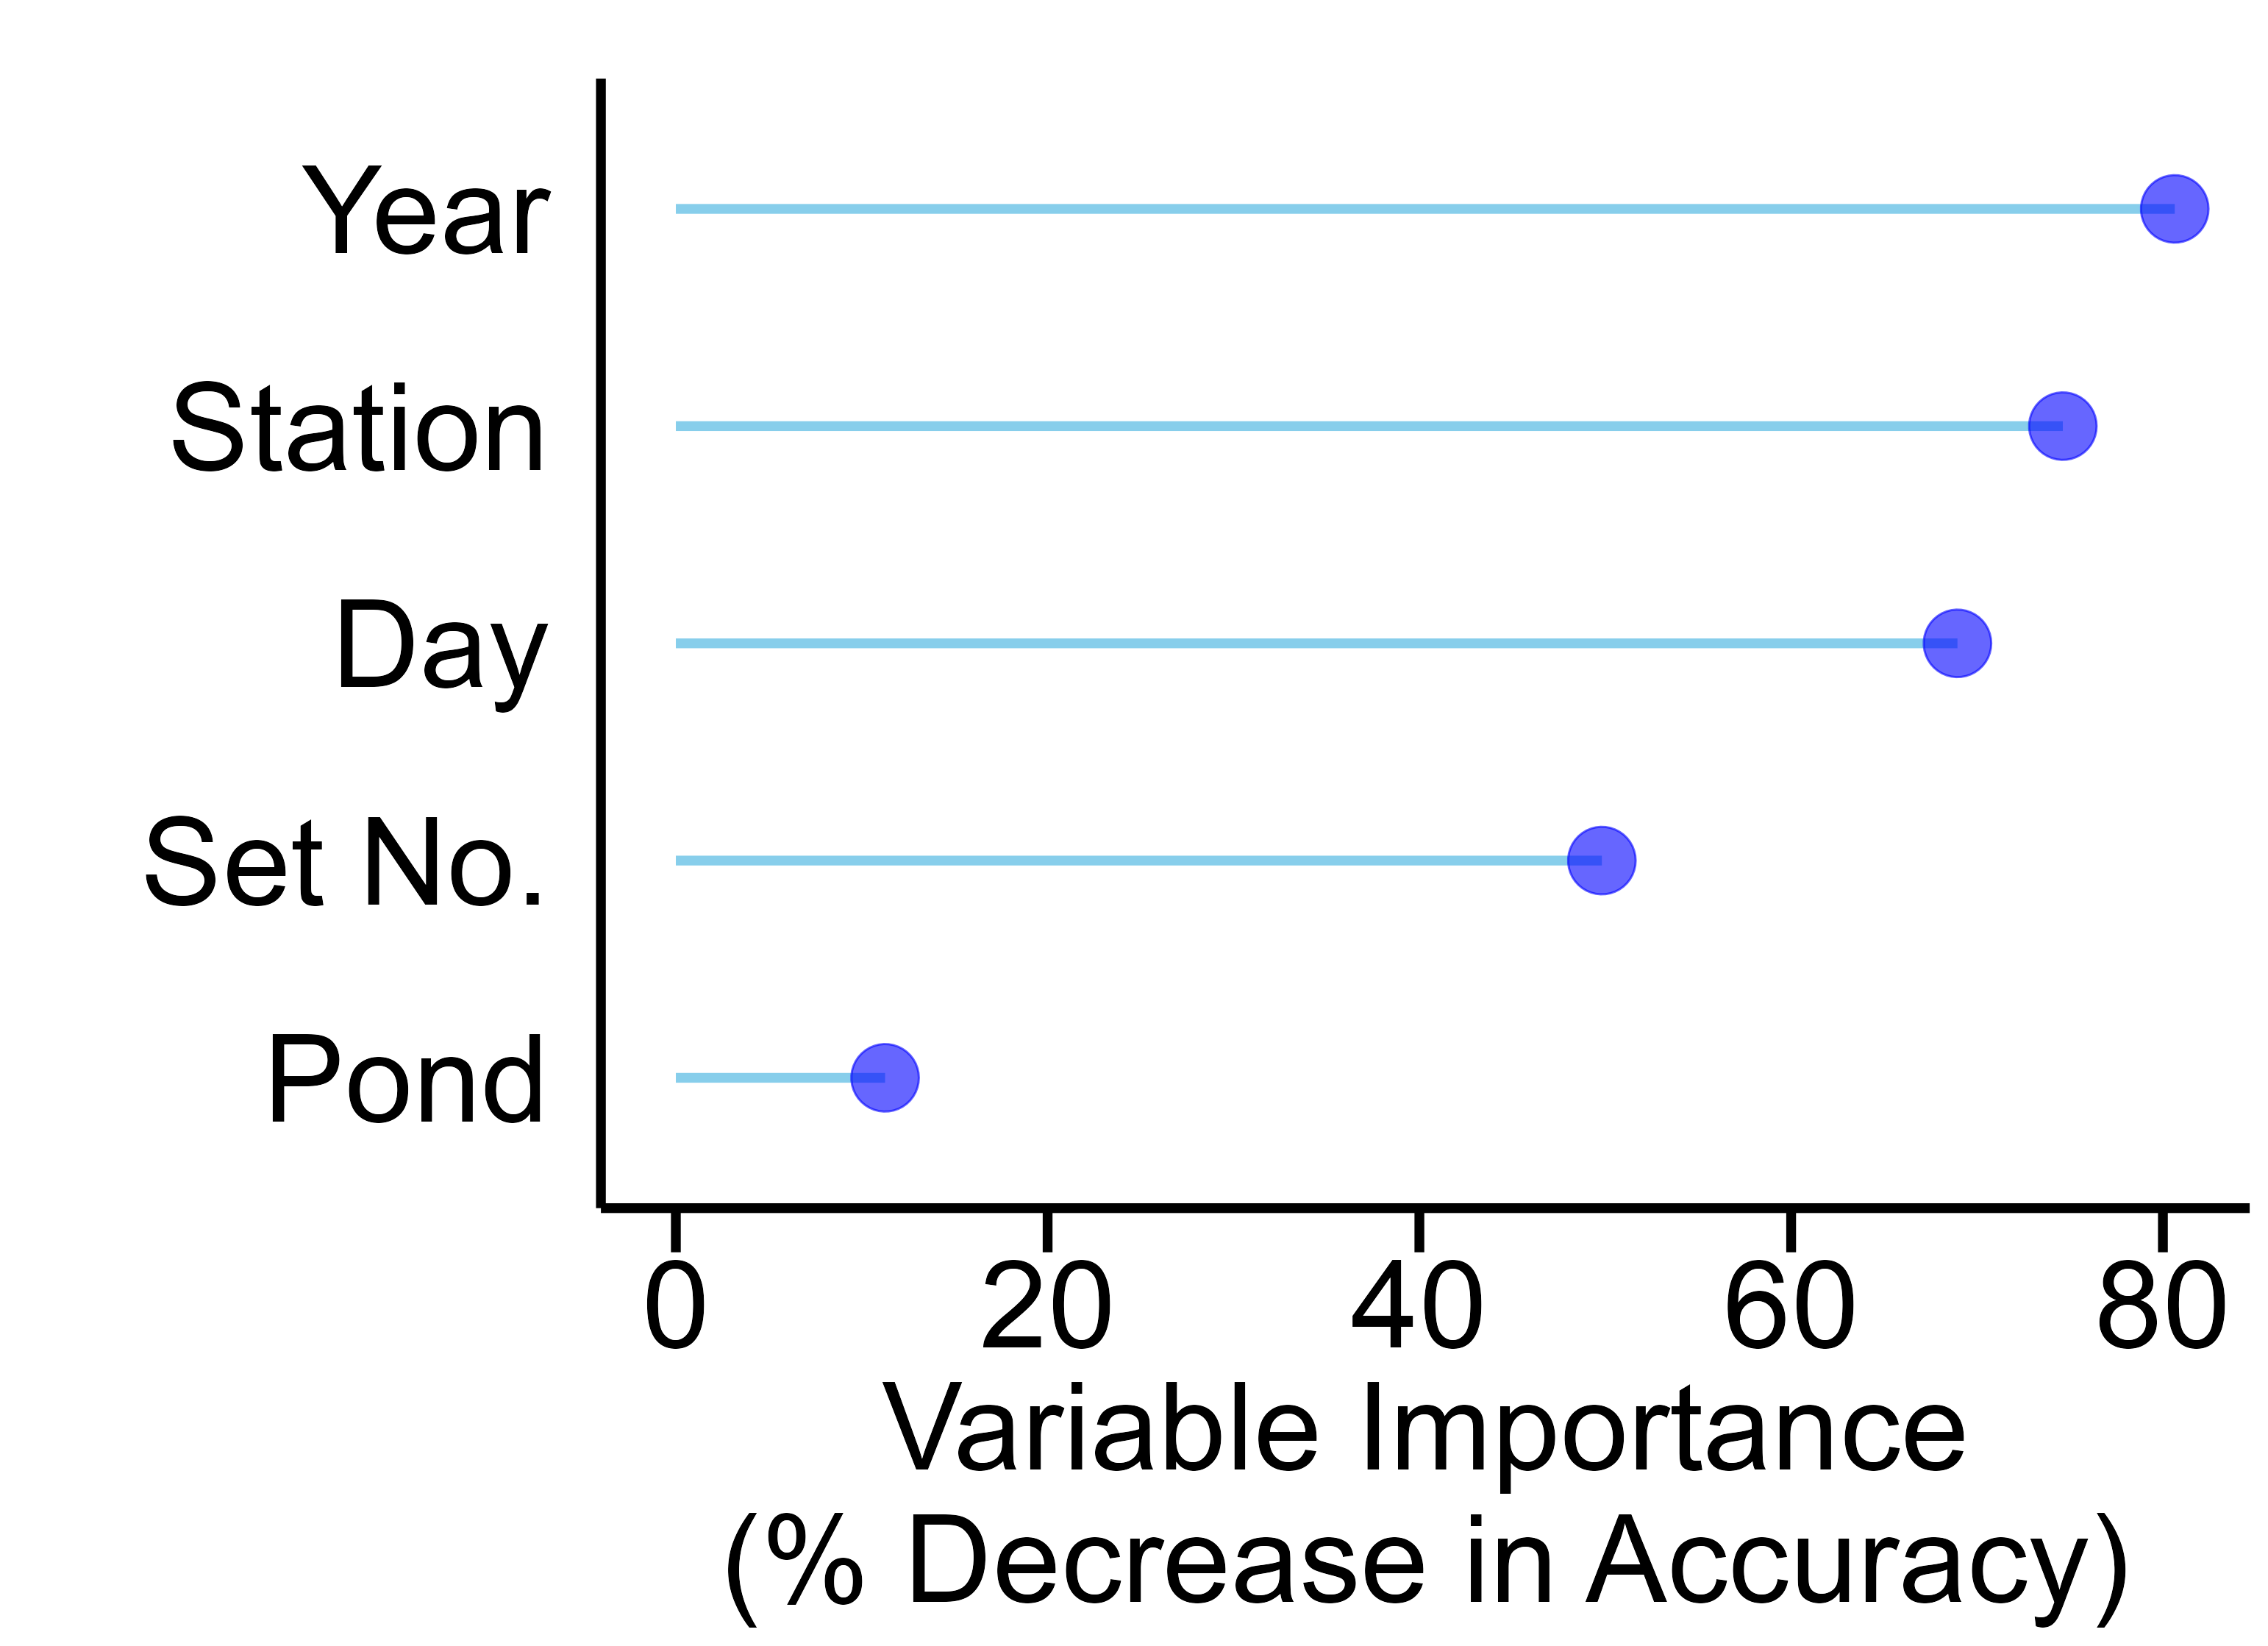 Year
Station
Day
Set No.
Pond
0 20 40 60 80
Variable Importance
(% Decrease in Accuracy)